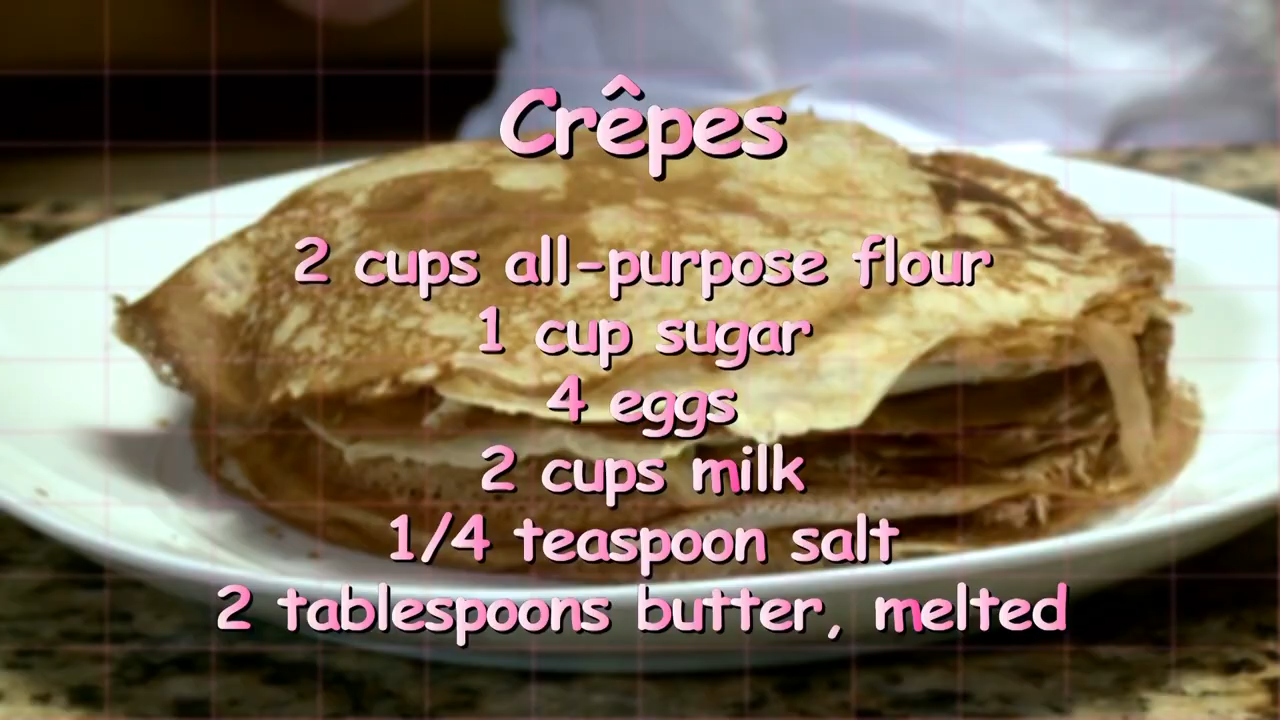 Crêpes
2 cups all-purpose flour
1 cup sugar
4 eggs
2 cups milk
1/4 teaspoon salt
2 tablespoons butter, melted